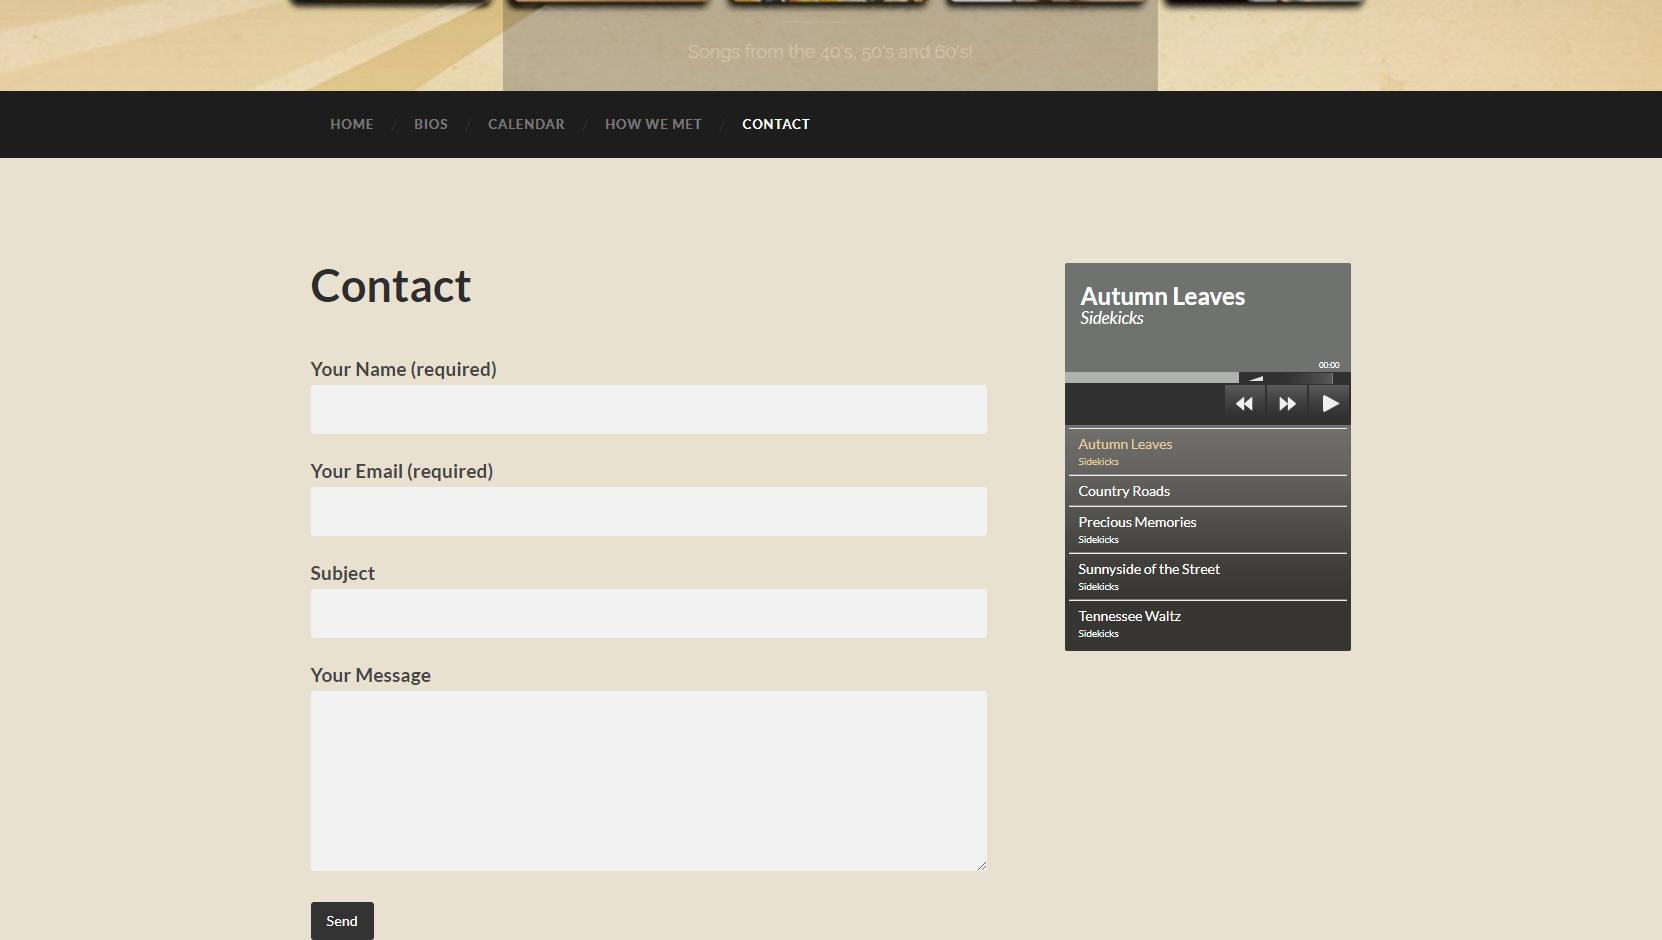 Songs from the 40's, 50's and 60's!
HOME / BIOS / CALENDAR / HOW WE MET / CONTACT
Contact
Your Name (required)
Your Email (required)
Subject
Your Message
Send
Autumn Leaves
Sidekicks
00:00
Autumn Leaves
Sidekicks
Country Roads
Precious Memories
Sidekicks
Sunnyside of the Street
Sidekicks
Tennessee Waltz
Sidekicks